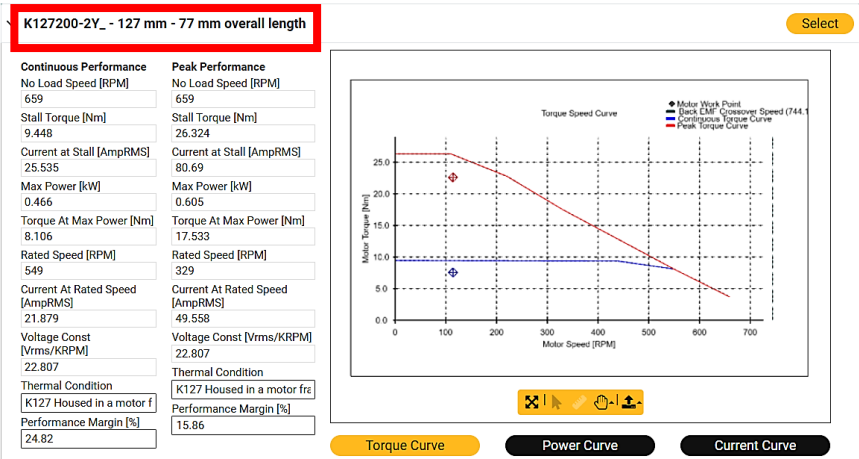 K127200-2Y_ - 127 mm - 77 mm overall length
Select
Continuous Performance
No Load Speed [RPM]
659
Stall Torque [Nm]
9.448
Current at Stall [AmpRMS]
25.535
Max Power [kW]
0.466
Torque At Max Power [Nm]
8.106
Rated Speed [RPM]
549
Current At Rated Speed
[AmpRMS]
21.879
Voltage Const
[Vrms/KRPM]
22.807
Thermal Condition
K127 Housed in a motor f
Performance Margin [%]
24.82
Peak Performance
No Load Speed [RPM]
659
Stall Torque [Nm]
26.324
Current at Stall [AmpRMS]
80.69
Max Power [kW]
0.605
Torque At Max Power [Nm]
17.533
Rated Speed [RPM]
329
Current At Rated Speed
[AmpRMS]
49.558
Voltage Const [Vrms/KRPM]
22.807
Thermal Condition
K127 Housed in a motor fra
Performance Margin [%]
15.86
Torque Speed Curve
Motor Work Point
Back EMF Crossover Speed (744.1
Continuous Torque Curve
Peak Torque Curve
Motor Torque [Nm]
25.0
20.0
15.0
10.0
5.0
0.0
0 100 200 300 400 500 600 700
Motor Speed [RPM]
Torque Curve
Power Curve
Current Curve